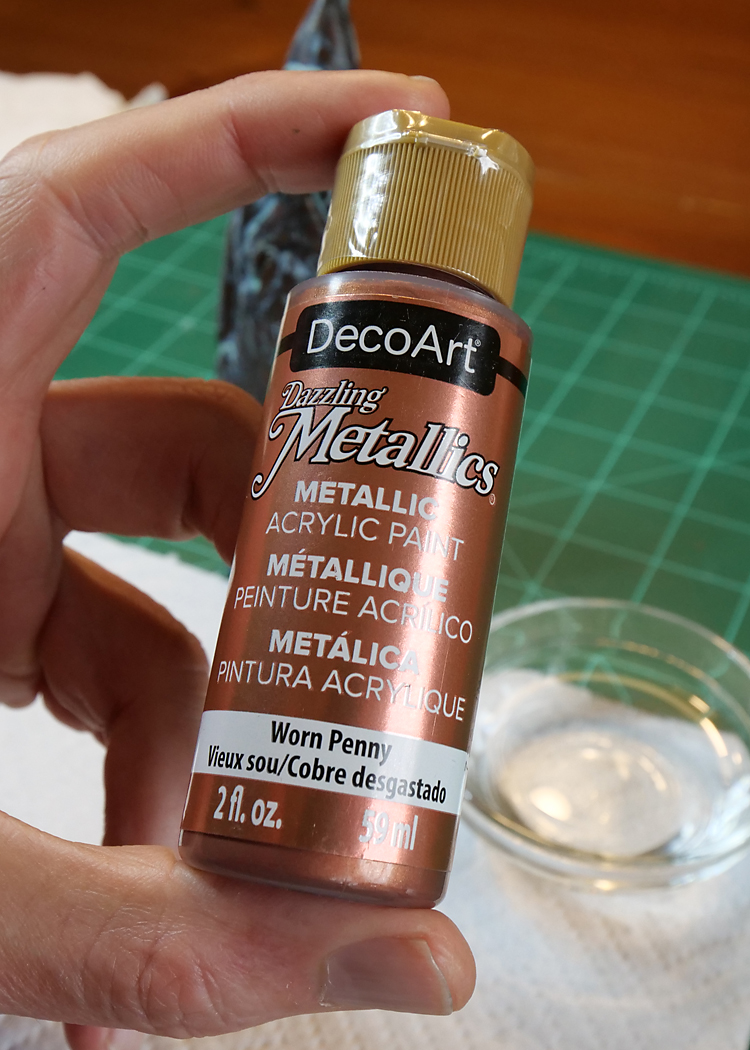 DecoArt®
Dazzling
Metallics
METALLIC
ACRYLIC PAINT
MÉTALLIQUE
PEINTURE ACRILICO
METÁLICA
PINTURA ACRYLIQUE
Worn Penny
Vieux sou/Cobre desgastado
2 fl. oz. 59 ml